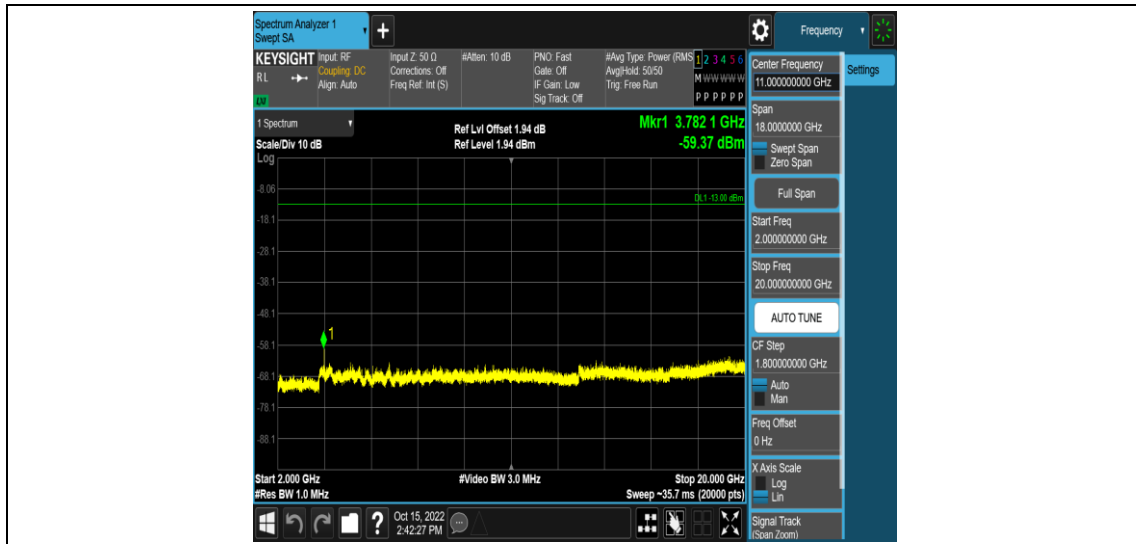 Spectrum Analyzer 1
Swept SA
+
Frequency
KEYSIGHT
RL
Input: RF
Coupling: DC
Align: Auto
Input Z: 50 Ω
Corrections: Off
Freq Ref: Int (S)
#Atten: 10 dB
PNO: Fast
Gate: Off
IF Gain: Low
Sig Track: Off
#Avg Type: Power (RMS
Avg|Hold: 50/50
Trig: Free Run
1 2 3 4 5 6
M W W W W W
P P P P P P
1 Spectrum
Scale/Div 10 dB
Log
Ref Lvl Offset 1.94 dB
Ref Level 1.94 dBm
Mkr1 3.782 1 GHz
-59.37 dBm
DL1 -13.00 dBm
-8.06
-18.1
-28.1
-38.1
-48.1
-58.1
-68.1
-78.1
-88.1
1
Start 2.000 GHz
#Res BW 1.0 MHz
#Video BW 3.0 MHz
Stop 20.000 GHz
Sweep ~35.7 ms (20000 pts)
?
Oct 15, 2022
2:42:27 PM
Center Frequency
11.000000000 GHz
Settings
Span
18.0000000 GHz
Swept Span
Zero Span
Full Span
Start Freq
2.000000000 GHz
Stop Freq
20.000000000 GHz
AUTO TUNE
CF Step
1.800000000 GHz
Auto
Man
Freq Offset
0 Hz
X Axis Scale
Log
Lin
Signal Track
(Span Zoom)